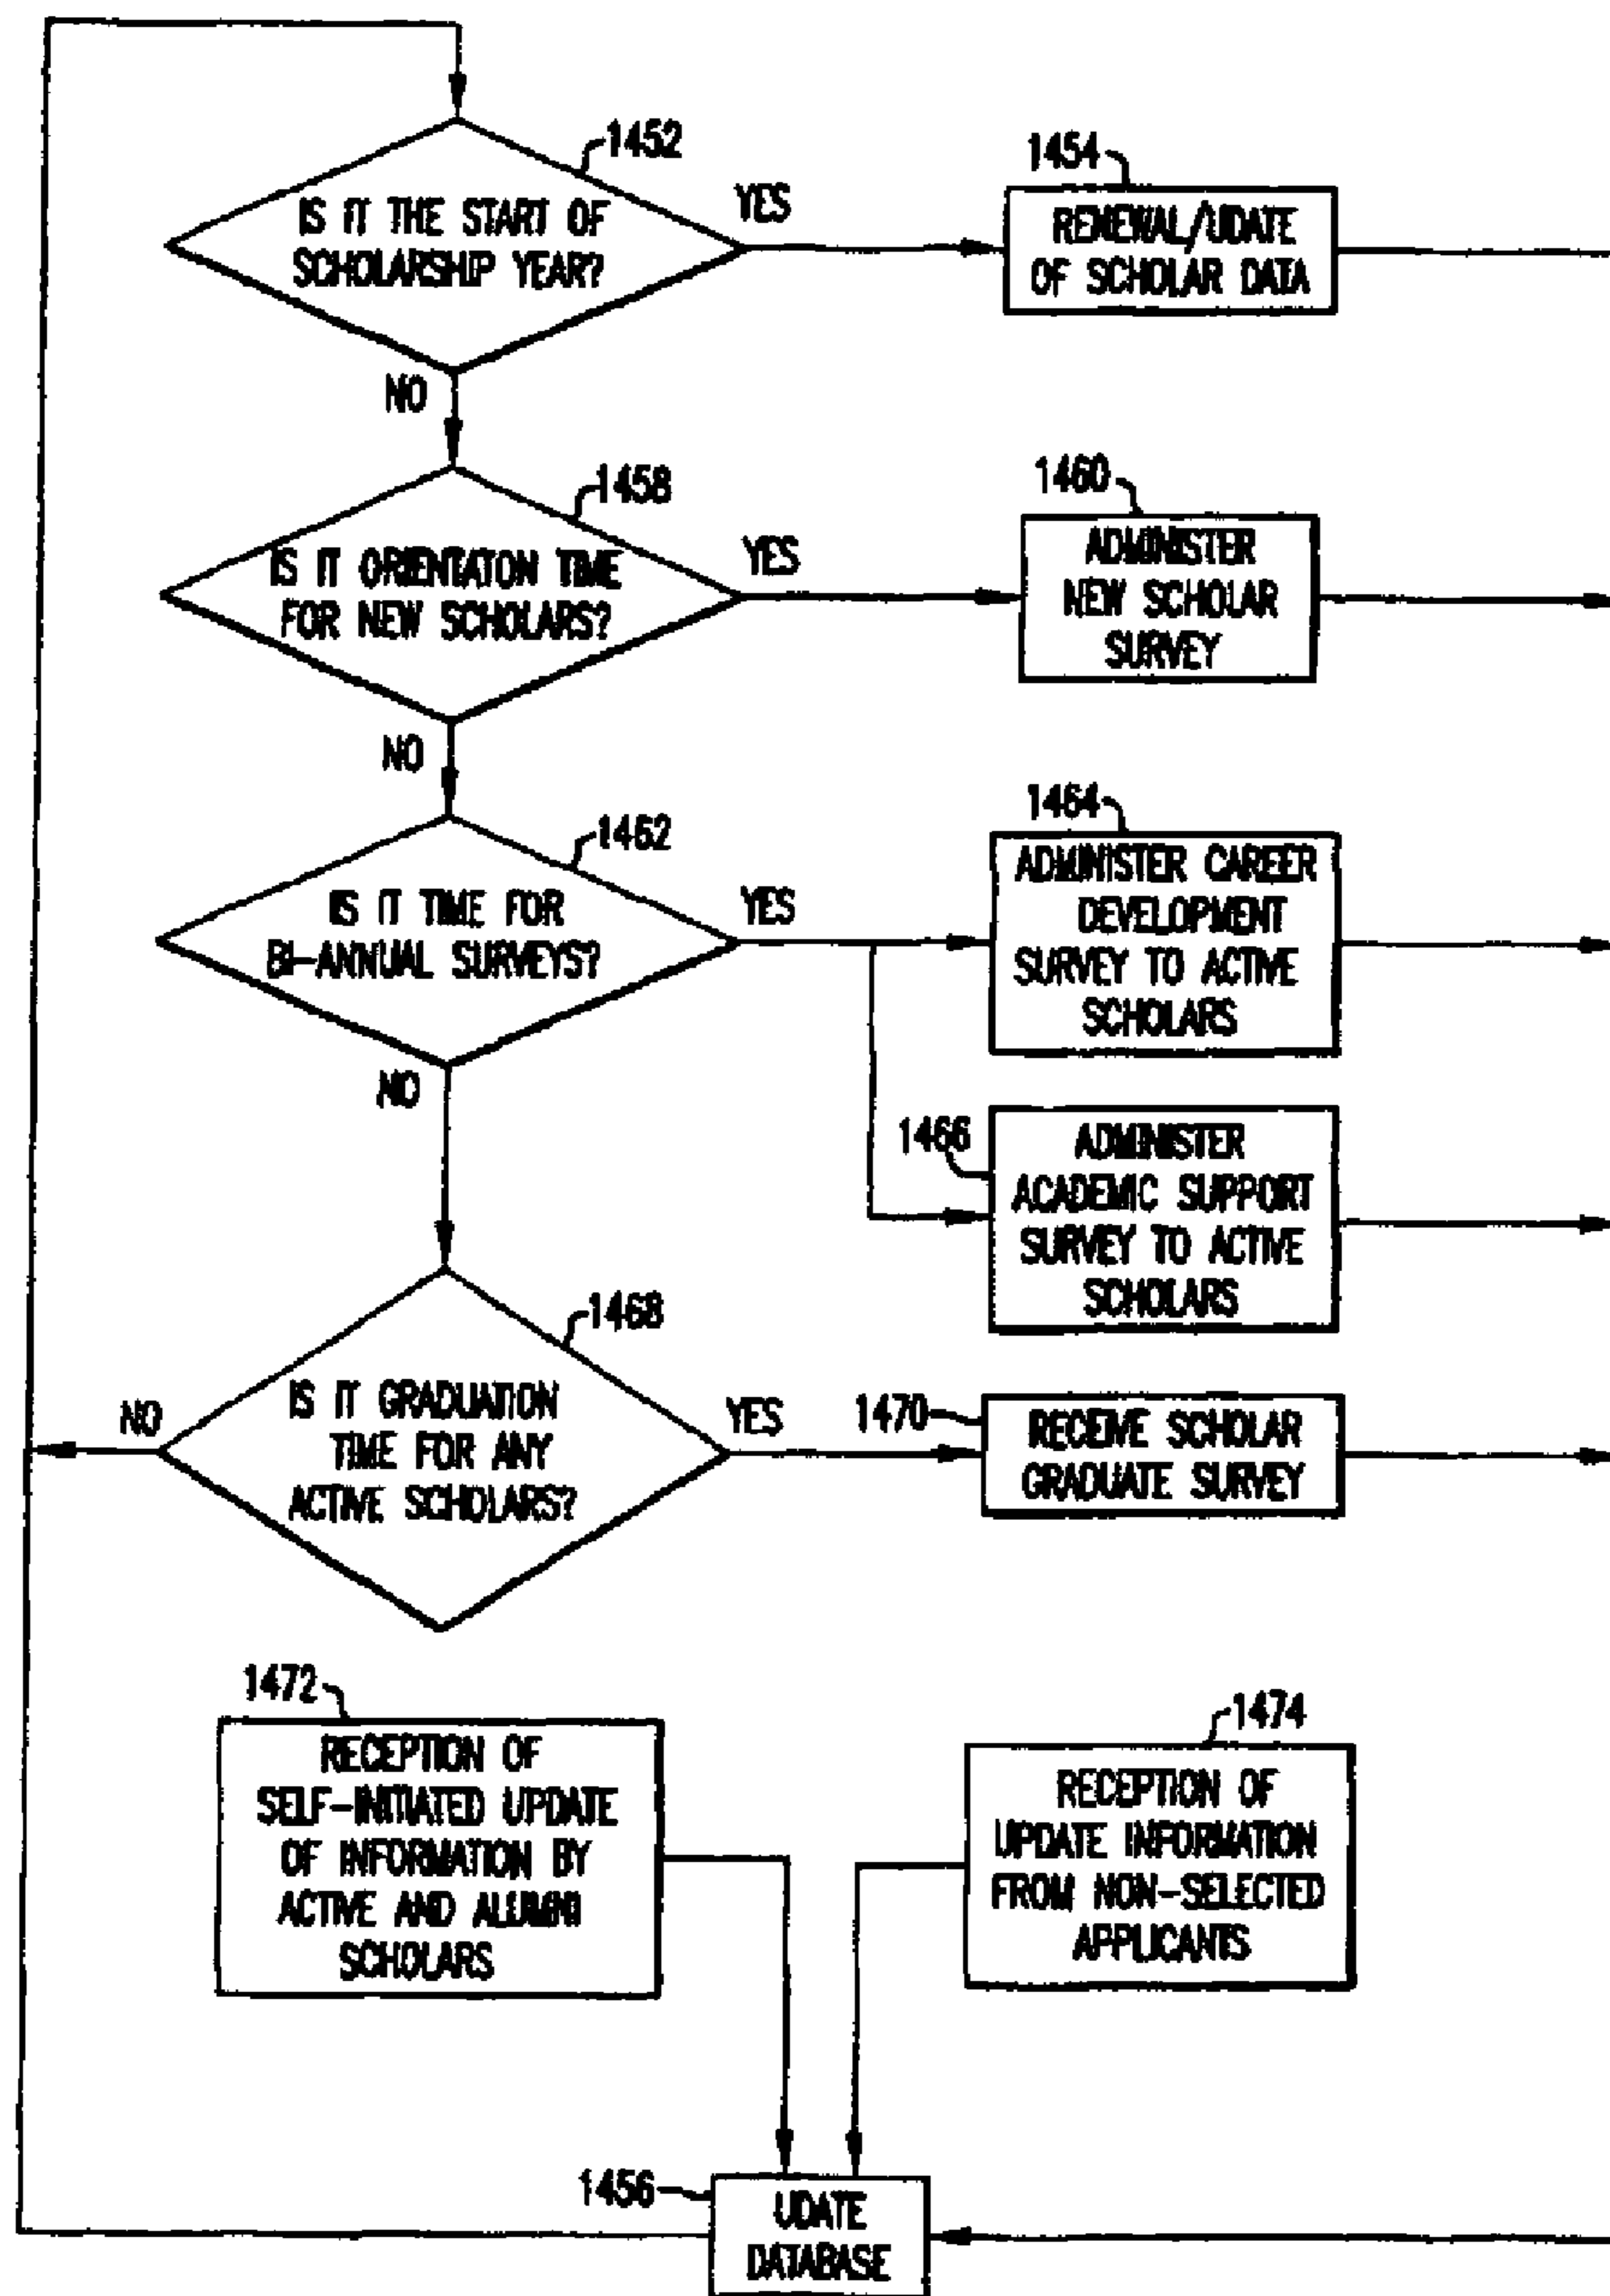 1452
IS IT THE START OF
SCHOLARSHIP YEAR?
YES
NO
1454
RENEWAL/UDATE
OF SCHOLAR DATA
1458
IS IT ORIENTATON TIME
FOR NEW SCHOLARS?
YES
NO
1460
ADMINISTER
NEW SCHOLAR
SURVEY
1462
IS IT TIME FOR
BI-ANNUAL SURVEYS?
YES
NO
1464
ADMINISTER CAREER
DEVELOPMENT
SURVEY TO ACTIVE
SCHOLARS
1466
ADMINISTER
ACADEMIC SUPPORT
SURVEY TO ACTIVE
SCHOLARS
1468
IS IT GRADUATION
TIME FOR ANY
ACTIVE SCHOLARS?
NO
YES
1470
RECEIVE SCHOLAR
GRADUATE SURVEY
1472
RECEPTION OF
SELF-INITIATED UPDATE
OF INFORMATION BY
ACTIVE AND ALUMNI
SCHOLARS
1474
RECEPTION OF
UPDATE INFORMATION
FROM NON-SELECTED
APPLICANTS
1456
UDATE
DATABASE